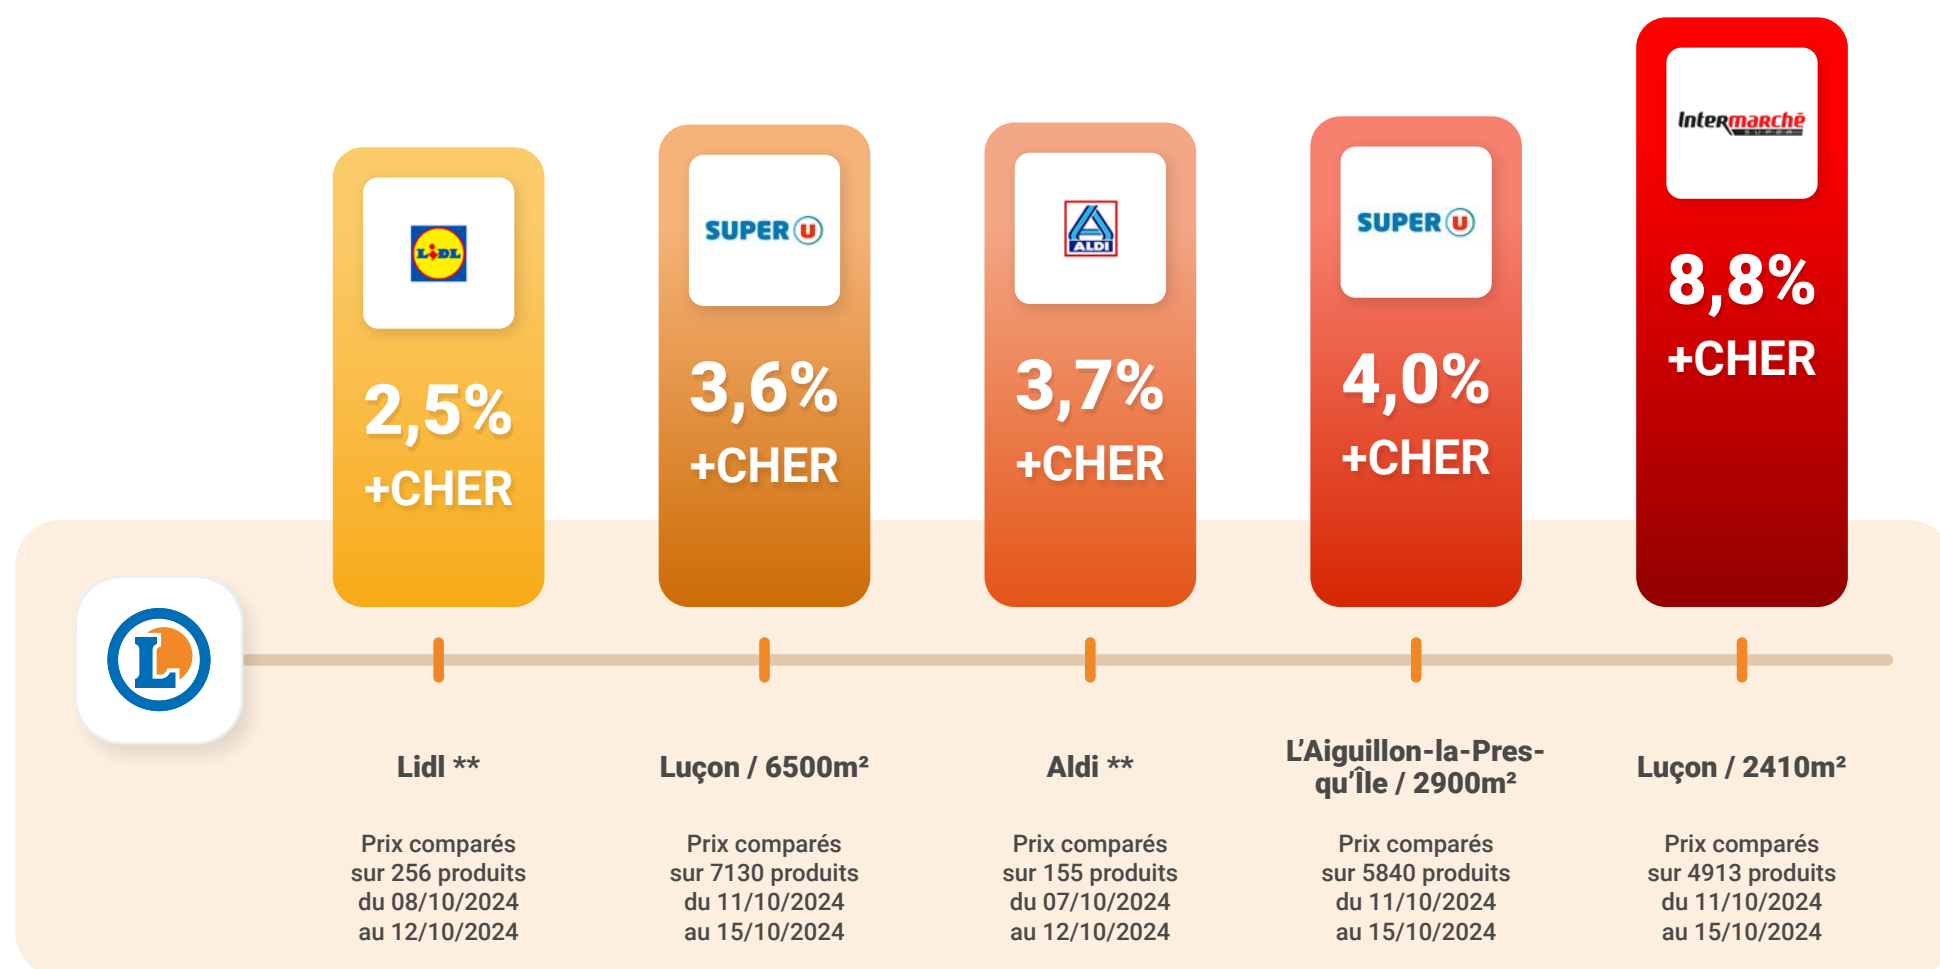 LIDL
2,5%
+CHER
SUPER U
3,6%
+CHER
ALDI
3,7%
+CHER
SUPER U
4,0%
+CHER
Intermarchē
SUPER
8,8%
+CHER
L
Lidl **
Prix comparés
sur 256 produits
du 08/10/2024
au 12/10/2024
Luçon / 6500m²
Prix comparés
sur 7130 produits
du 11/10/2024
au 15/10/2024
Aldi **
Prix comparés
sur 155 produits
du 07/10/2024
au 12/10/2024
L’Aiguillon-la-Pres-
qu’Île / 2900m²
Prix comparés
sur 5840 produits
du 11/10/2024
au 15/10/2024
Luçon / 2410m²
Prix comparés
sur 4913 produits
du 11/10/2024
au 15/10/2024